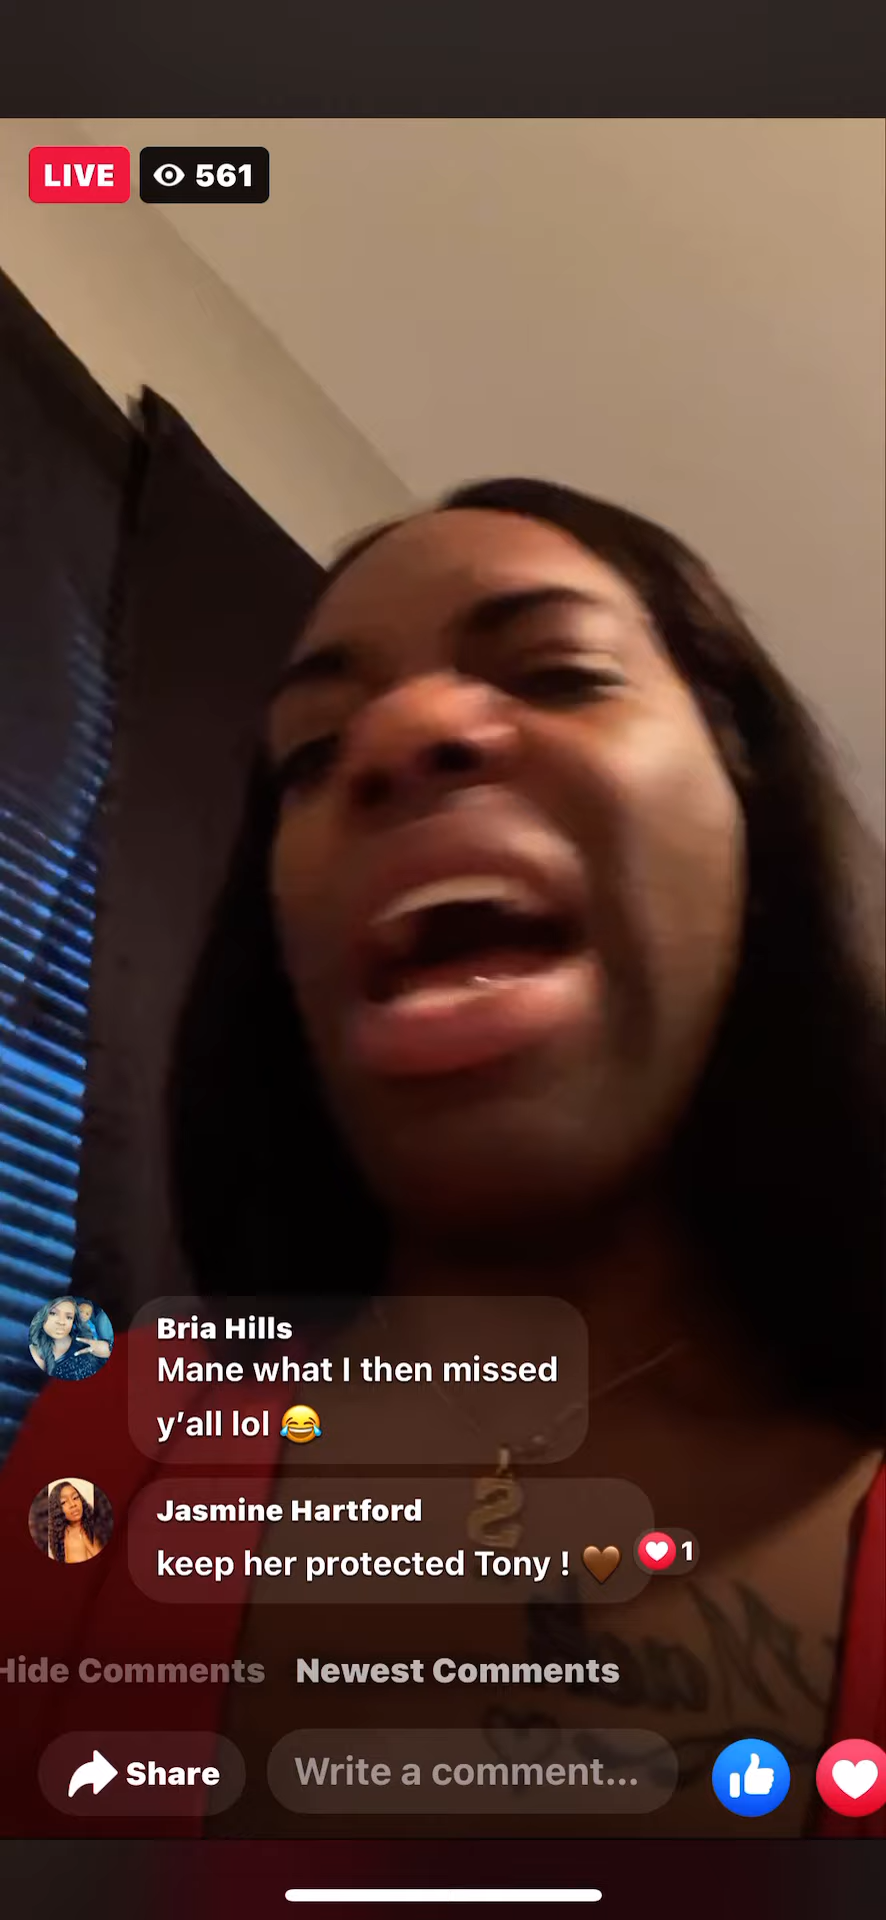 LIVE 561
Bria Hills
Mane what I then missed
y’all lol 😂
Jasmine Hartford
keep her protected Tony ! 🤎
1
Hide Comments Newest Comments
Share Write a comment...